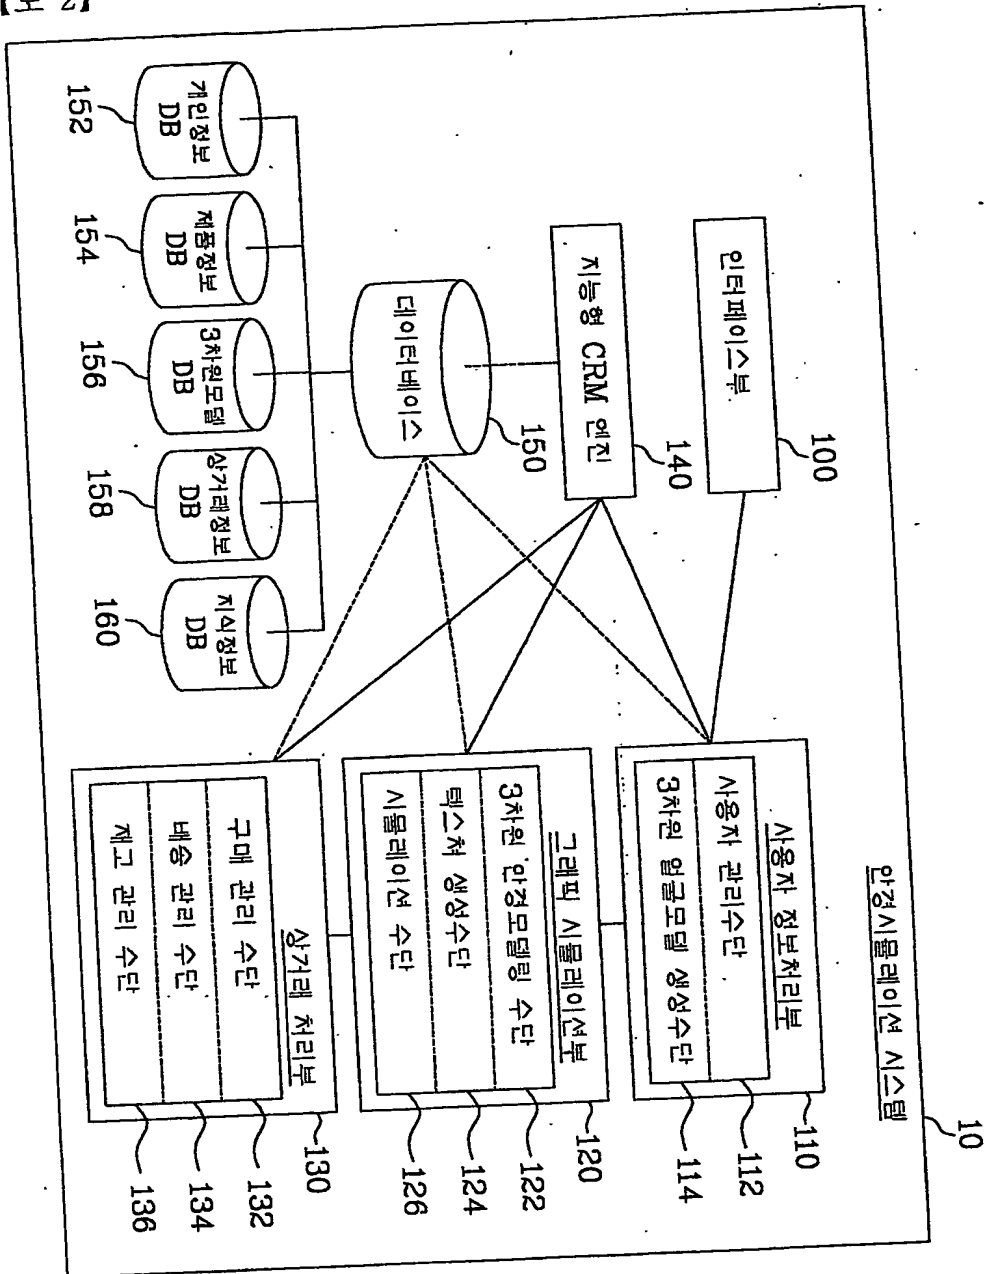 【도 2】
안경시뮬레이션 시스템
10
인터페이스부
100
사용자 정보처리부
110
사용자 관리수단
112
3차원 얼굴모델 생성수단
114
지능형 CRM 엔진
140
그래픽 시뮬레이션부
120
3차원 안경모델링 수단
122
텍스쳐 생성수단
124
시뮬레이션 수단
126
데이터베이스
150
상거래 처리부
130
구매 관리 수단
132
배송 관리 수단
134
재고 관리 수단
136
개인정보
DB
152
제품정보
DB
154
3차원모델
DB
156
상거래정보
DB
158
지식정보
DB
160